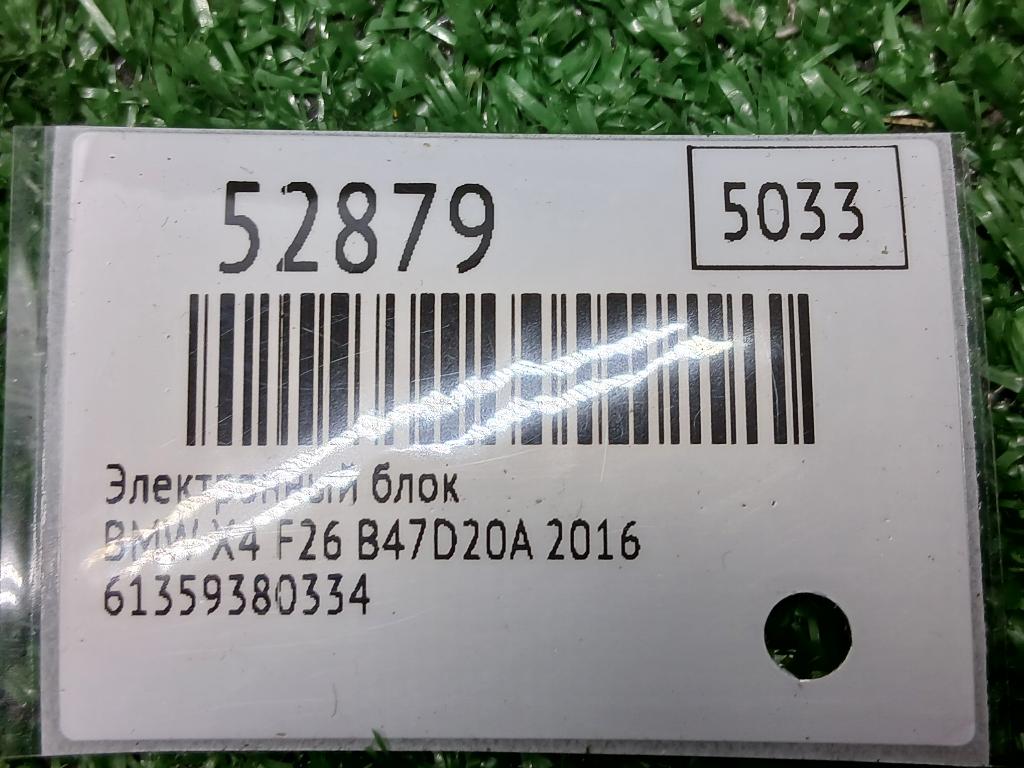 52879
5033
Электронный блок
BMW X4 F26 B47D20A 2016
61359380334